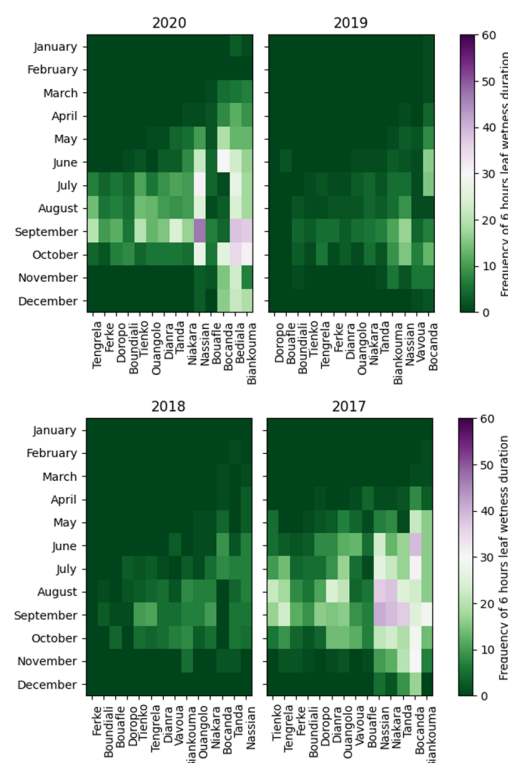 2020
2019
January
February
March
April
May
June
July
August
September
October
November
December
Tengrela
Ferke
Doropo
Boundiali
Tienko
Ouangolo
Dianra
Tanda
Niakara
Nassian
Bouafle
Bocanda
Bediala
Biankouma
Doropo
Bouafle
Boundiali
Tienko
Tengrela
Ferke
Dianra
Ouangolo
Niakara
Tanda
Biankouma
Nassian
Vavoua
Bocanda
60
50
40
30
20
10
0
Frequency of 6 hours leaf wetness duration
2018
2017
January
February
March
April
May
June
July
August
September
October
November
December
Ferke
Boundiali
Bouafle
Doropo
Tienko
Tengrela
Dianra
Vavoua
Biankouma
Ouangolo
Niakara
Bocanda
Tanda
Nassian
Tienko
Tengrela
Ferke
Boundiali
Doropo
Dianra
Ouangolo
Vavoua
Bouafle
Nassian
Niakara
Tanda
Bocanda
Biankouma
60
50
40
30
20
10
0
Frequency of 6 hours leaf wetness duration